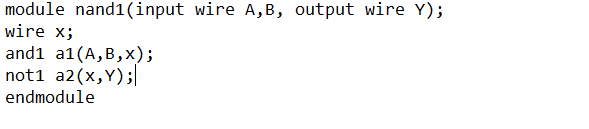 module nand1(input wire A,B, output wire Y);
wire x;
and1 a1(A,B,x);
not1 a2(x,Y);
endmodule